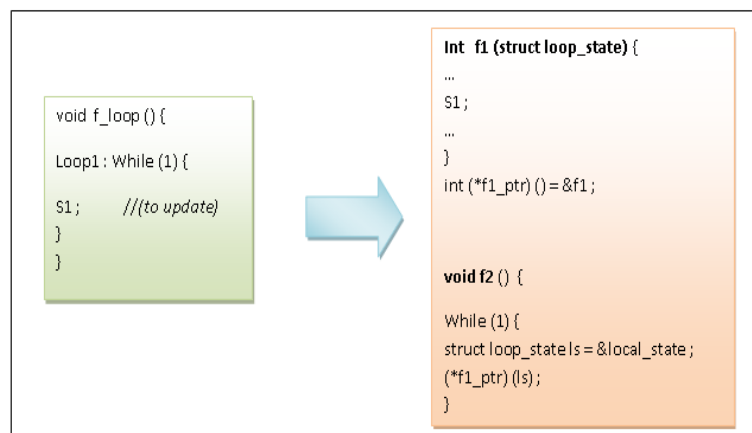 void f_loop () {
Loop1 : While (1) {
S1 ; //(to update)
}
}
Int f1 (struct loop_state) {
...
S1 ;
...
}
int (*f1_ptr) () = &f1 ;
void f2 () {
While (1) {
struct loop_state ls = &local_state ;
(*f1_ptr) (ls) ;
}